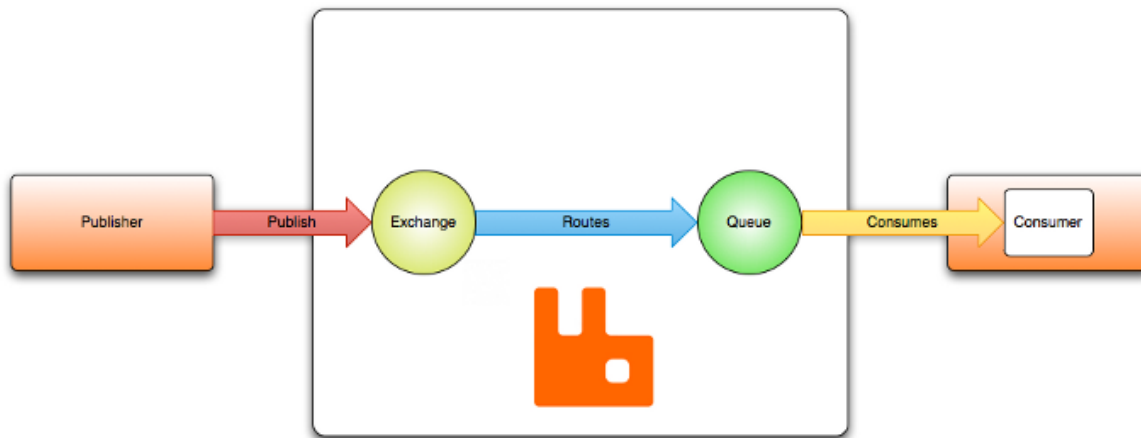 Publisher
Publish
Exchange
Routes
Queue
Consumes
Consumer